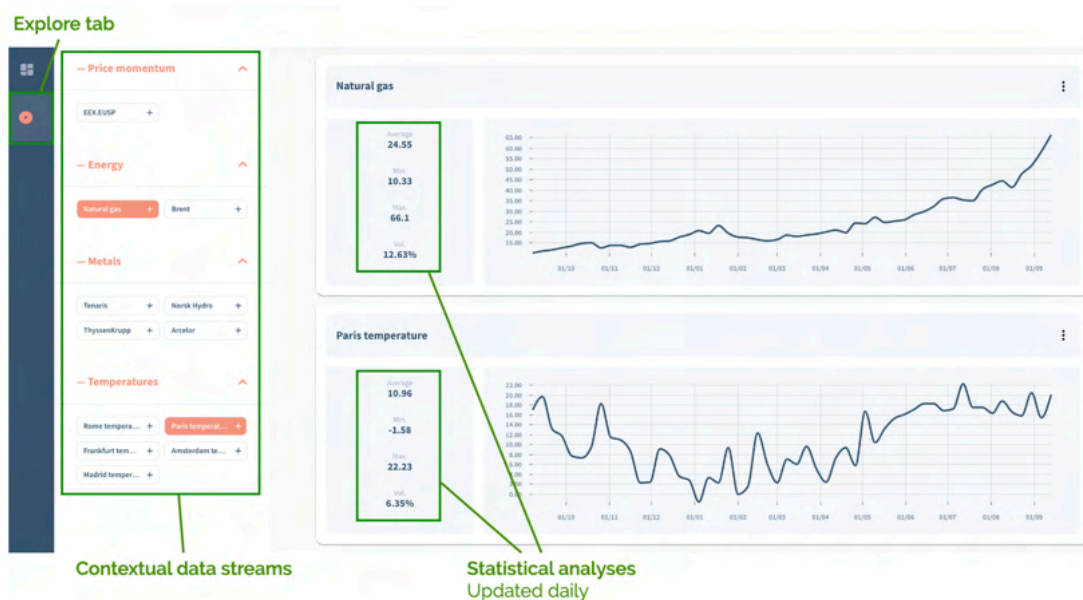 Explore tab
— Price momentum
EEX.EUSP +
— Energy
Natural gas +
Brent +
— Metals
Tenaris +
Norsk Hydro +
ThyssenKrupp +
Arcelor +
— Temperatures
Rome tempera... +
Paris temperat... +
Frankfurt tem... +
Amsterdam te... +
Madrid temper... +
Contextual data streams
Natural gas
Average
24.55
Min.
10.33
Max.
66.1
Vol.
12.63%
65.00
60.00
55.00
50.00
45.00
40.00
35.00
30.00
25.00
20.00
15.00
01/10 01/11 01/12 01/01 01/02 01/03 01/04 01/05 01/06 01/07 01/08 01/09
Paris temperature
Average
10.96
Min.
-1.58
Max.
22.23
Vol.
6.35%
22.00
20.00
18.00
16.00
14.00
12.00
10.00
8.00
6.00
4.00
2.00
0.00
01/10 01/11 01/12 01/01 01/02 01/03 01/04 01/05 01/06 01/07 01/08 01/09
Statistical analyses
Updated daily